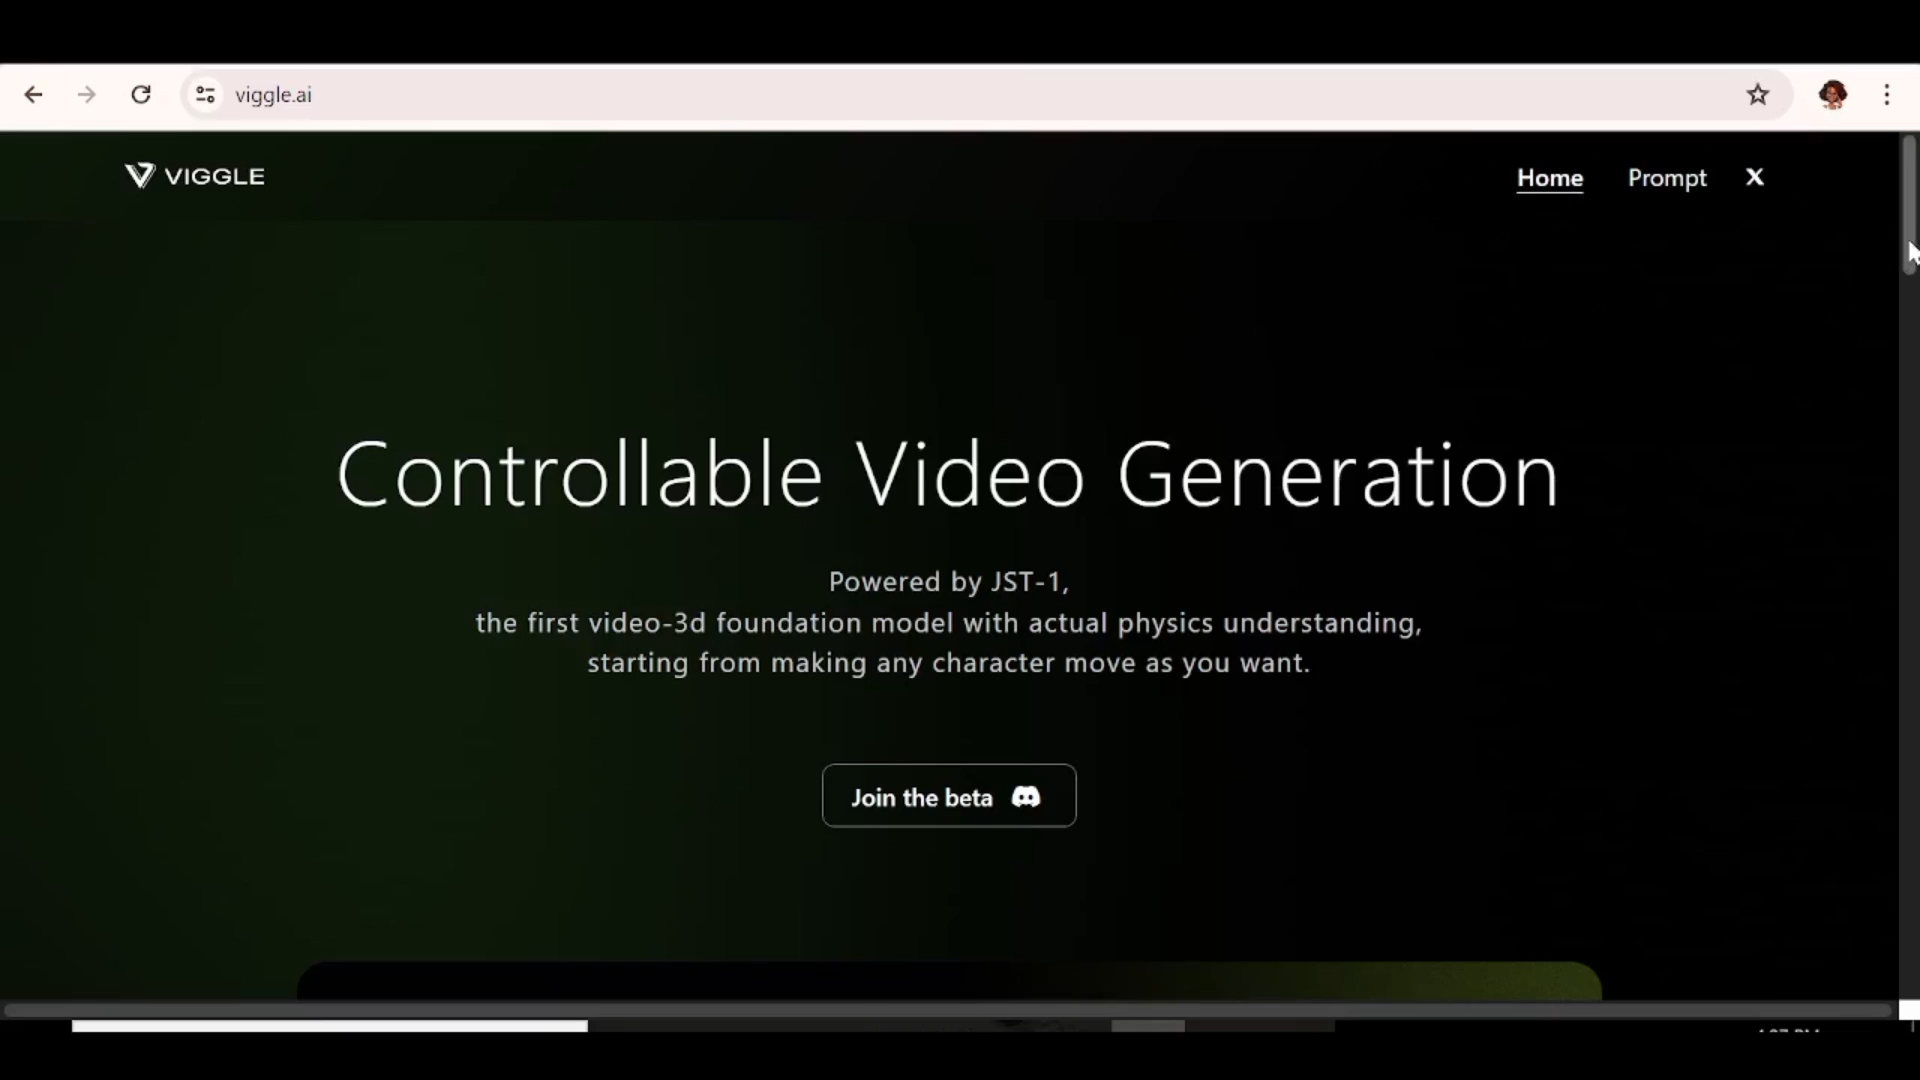 viggle.ai
VIGGLE
Home Prompt X
Controllable Video Generation
Powered by JST-1,
the first video-3d foundation model with actual physics understanding,
starting from making any character move as you want.
Join the beta